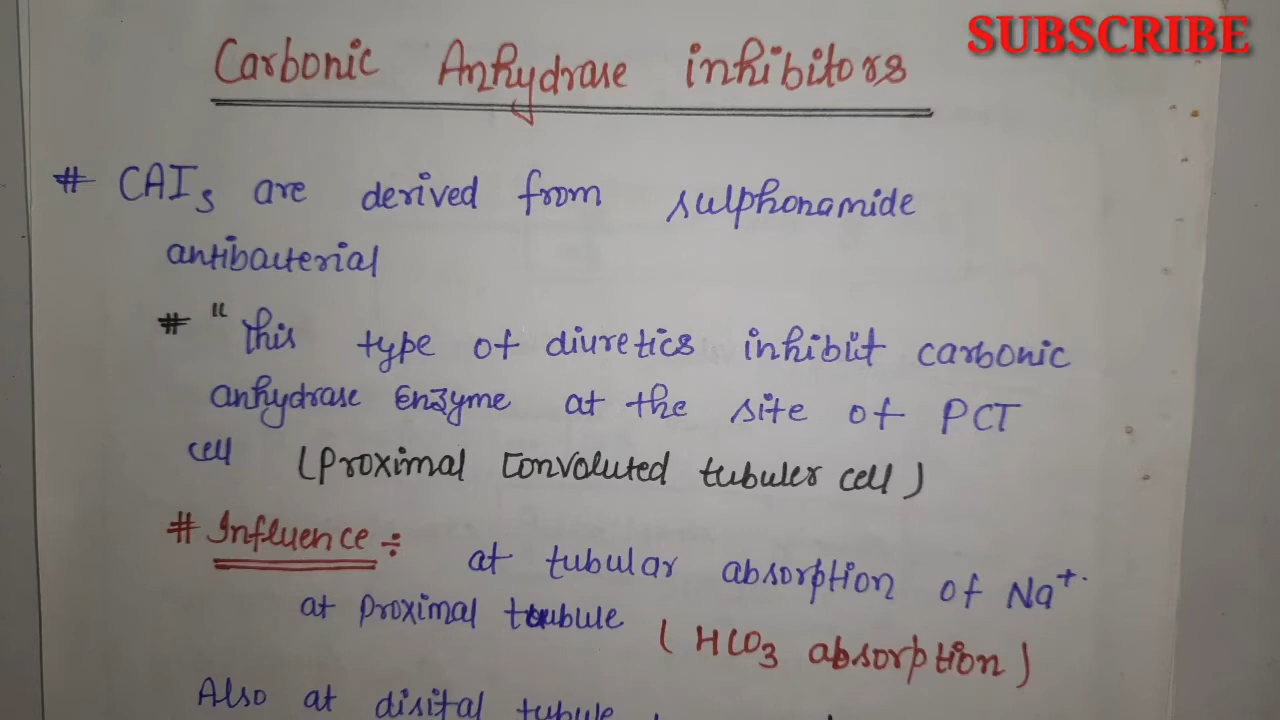 SUBSCRIBE
Carbonic Anhydrase inhibitors
# CAIs are derived from sulphonamide
antibacterial
# "This type of diuretics inhibit carbonic
anhydrase Enzyme at the site of PCT
cell (Proximal Convoluted tubuler cell)
# Influence ÷ at tubular absorption of Na+.
at proximal tubule (HCO3 absorption)
Also at disital tubule